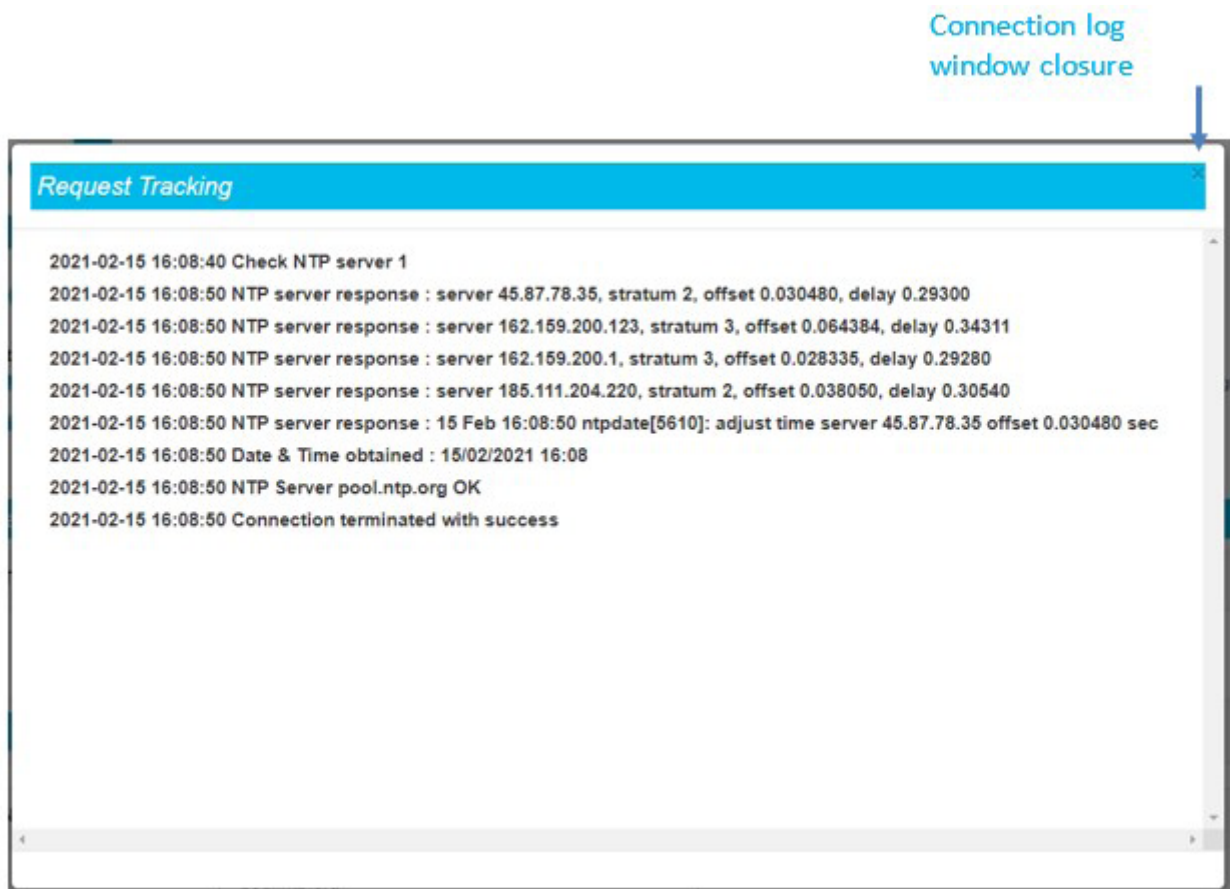 Connection log
window closure
Request Tracking ×
2021-02-15 16:08:40 Check NTP server 1
2021-02-15 16:08:50 NTP server response : server 45.87.78.35, stratum 2, offset 0.030480, delay 0.29300
2021-02-15 16:08:50 NTP server response : server 162.159.200.123, stratum 3, offset 0.064384, delay 0.34311
2021-02-15 16:08:50 NTP server response : server 162.159.200.1, stratum 3, offset 0.028335, delay 0.29280
2021-02-15 16:08:50 NTP server response : server 185.111.204.220, stratum 2, offset 0.038050, delay 0.30540
2021-02-15 16:08:50 NTP server response : 15 Feb 16:08:50 ntpdate[5610]: adjust time server 45.87.78.35 offset 0.030480 sec
2021-02-15 16:08:50 Date & Time obtained : 15/02/2021 16:08
2021-02-15 16:08:50 NTP Server pool.ntp.org OK
2021-02-15 16:08:50 Connection terminated with success